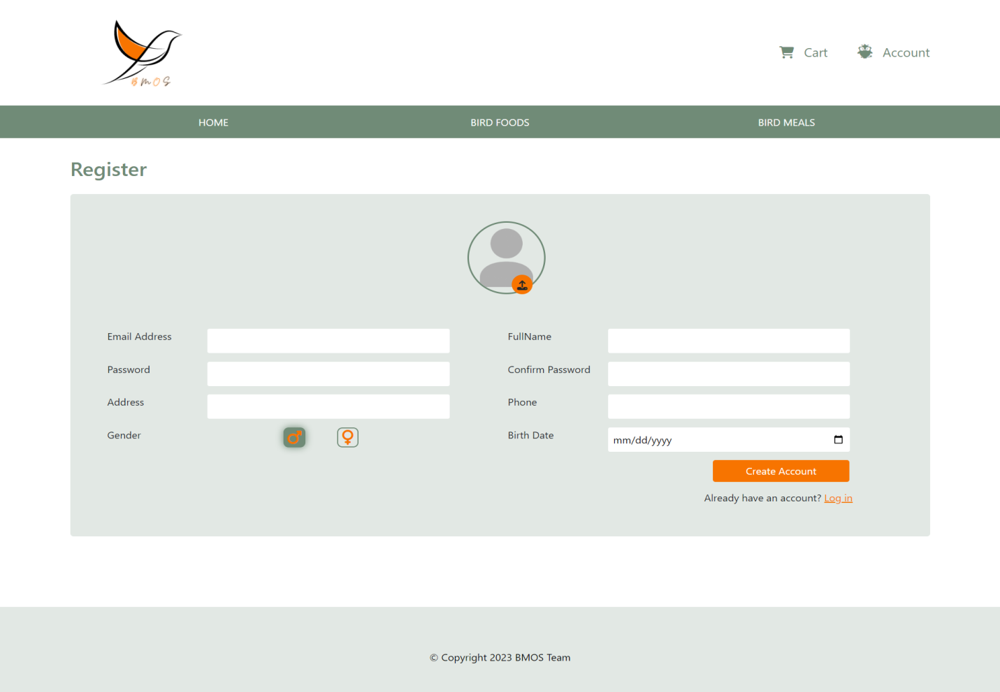 BMOS
Cart
Account
HOME
BIRD FOODS
BIRD MEALS
Register
Email Address
FullName
Password
Confirm Password
Address
Phone
Gender
Birth Date
mm/dd/yyyy
Create Account
Already have an account? Log in
© Copyright 2023 BMOS Team